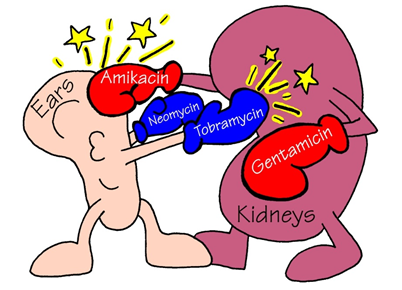 Ears
Amikacin
Neomycin
Tobramycin
Gentamicin
Kidneys